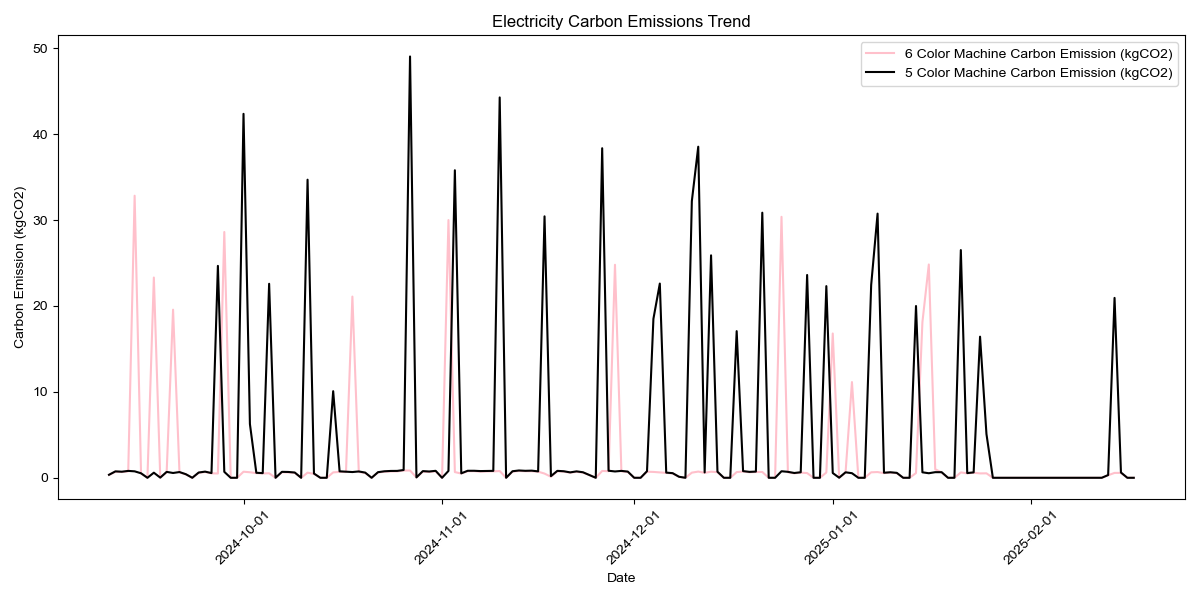 Electricity Carbon Emissions Trend
6 Color Machine Carbon Emission (kgCO2)
5 Color Machine Carbon Emission (kgCO2)
Carbon Emission (kgCO2)
50
40
30
20
10
0
2024-10-01
2024-11-01
2024-12-01
2025-01-01
2025-02-01
Date